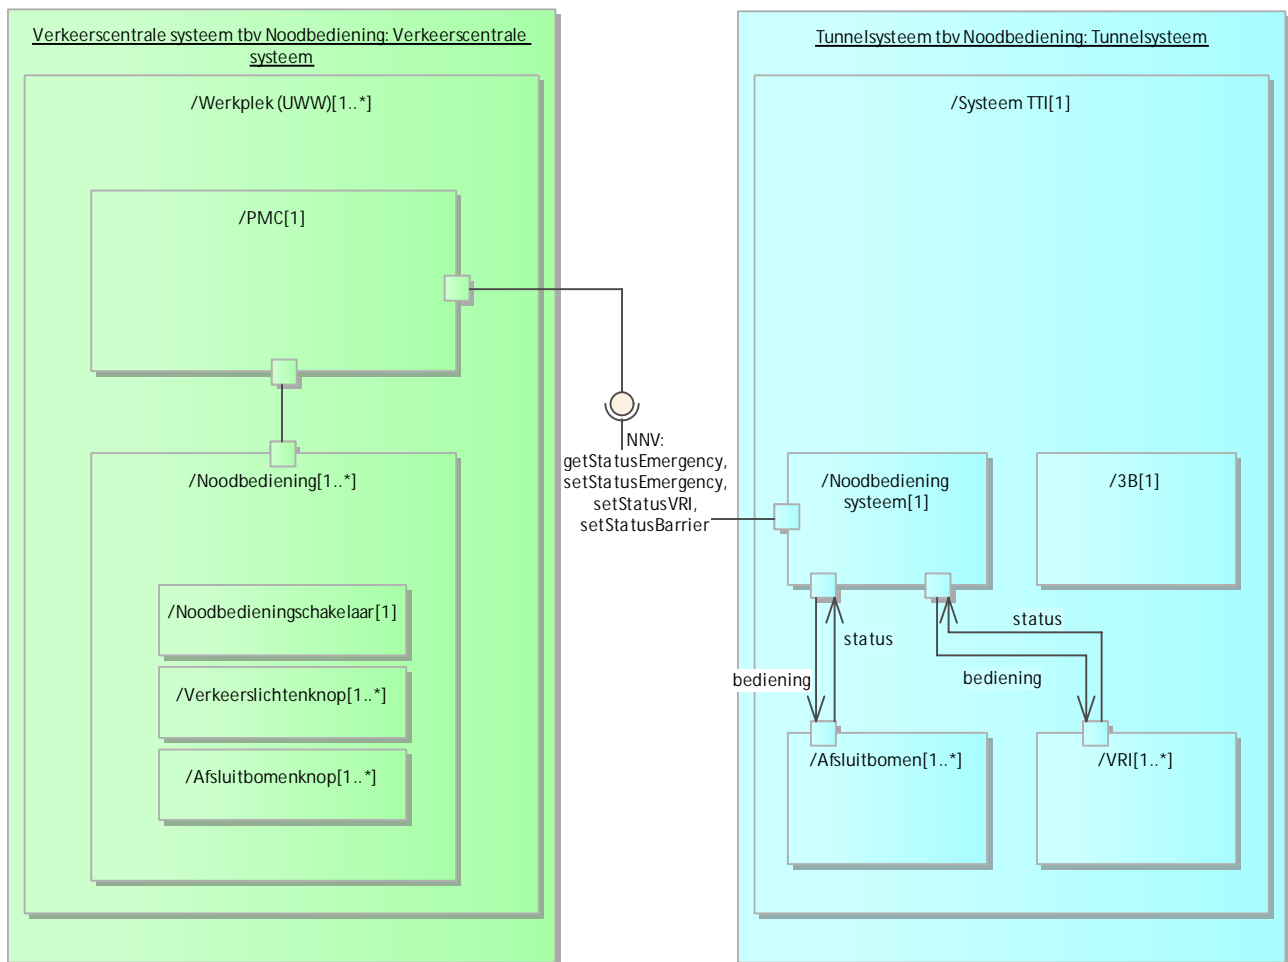 Verkeerscentrale systeem tbv Noodbediening: Verkeerscentrale
systeem
/Werkplek (UWW)[1..*]
/PMC[1]
/Noodbediening[1..*]
/Noodbedieningschakelaar[1]
/Verkeerslichtenknop[1..*]
/Afsluitbomenknop[1..*]
NNV:
getStatusEmergency,
setStatusEmergency,
setStatusVRI,
setStatusBarrier
Tunnelsysteem tbv Noodbediening: Tunnelsysteem
/Systeem TTI[1]
/Noodbediening
systeem[1]
/3B[1]
status
status
bediening
bediening
/Afsluitbomen[1..*]
/VRI[1..*]